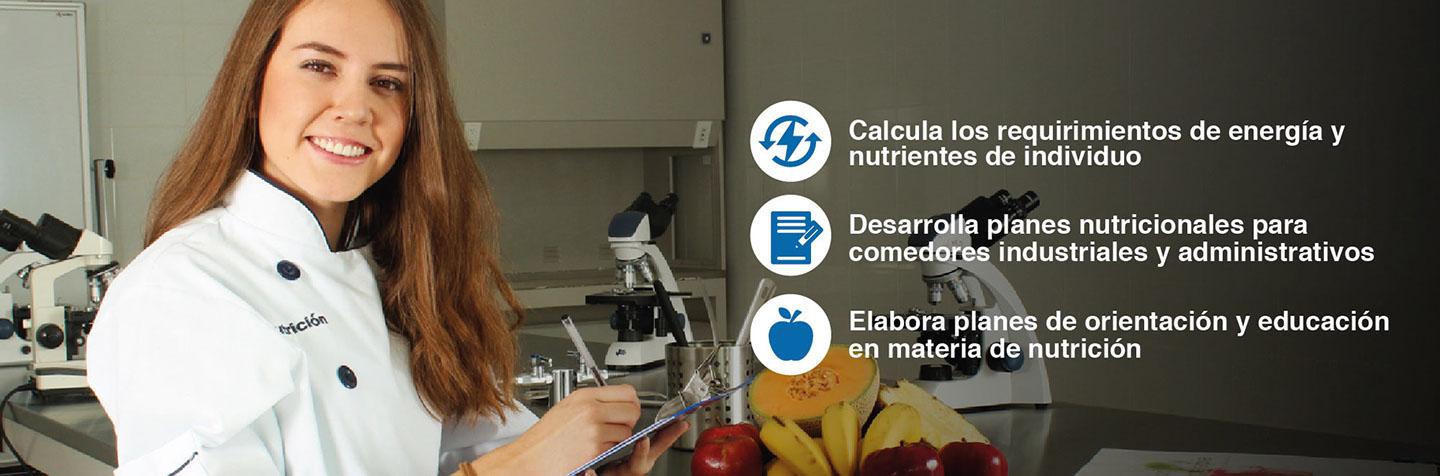 Calcula los requirimientos de energía y
nutrientes de individuo
Desarrolla planes nutricionales para
comedores industriales y administrativos
Elabora planes de orientación y educación
en materia de nutrición
trición